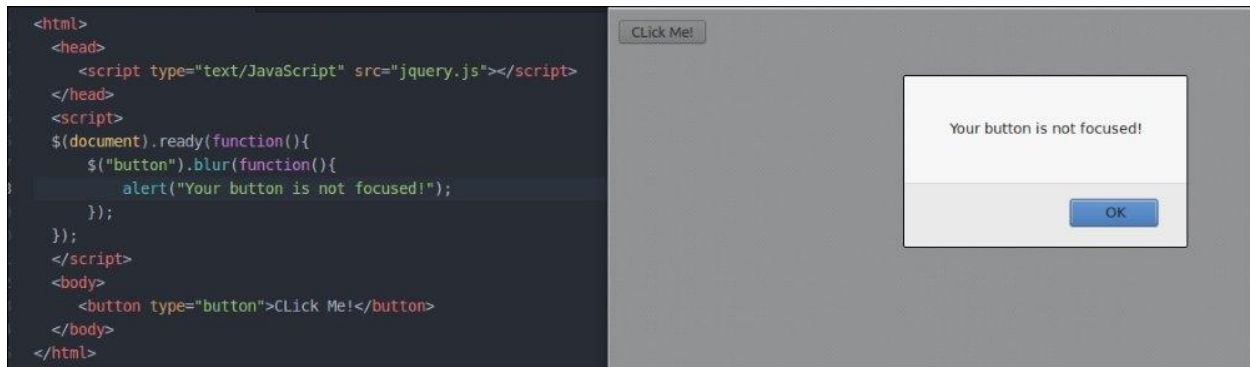 <html>
<head>
<script type="text/JavaScript" src="jquery.js"></script>
</head>
<script>
$(document).ready(function(){
$("button").blur(function(){
alert("Your button is not focused!");
});
});
</script>
<body>
<button type="button">CLick Me!</button>
</body>
</html>
CLick Me!
Your button is not focused!
OK